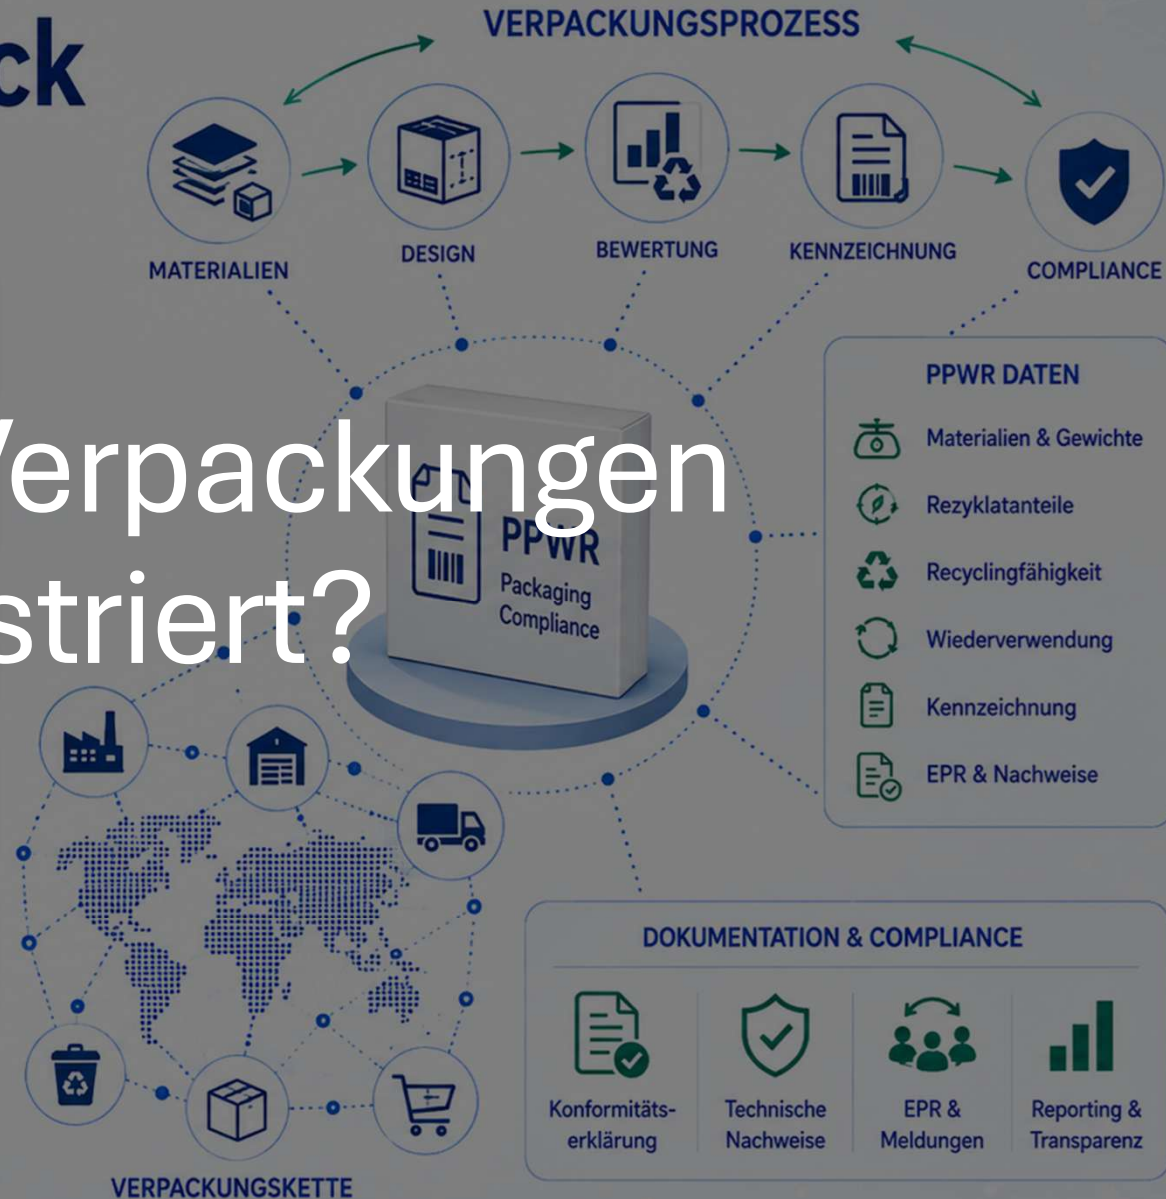 ck
VERPACKUNGSPROZESS
MATERIALIEN
DESIGN
BEWERTUNG
KENNZEICHNUNG
COMPLIANCE
PPWR DATEN
Materialien & Gewichte
Rezyklatanteile
Recyclingfähigkeit
Wiederverwendung
Kennzeichnung
EPR & Nachweise
Verpackungen
striert?
PPWR
Packaging
Compliance
DOKUMENTATION & COMPLIANCE
Konformitäts-
erklärung
Technische
Nachweise
EPR &
Meldungen
Reporting &
Transparenz
VERPACKUNGSKETTE